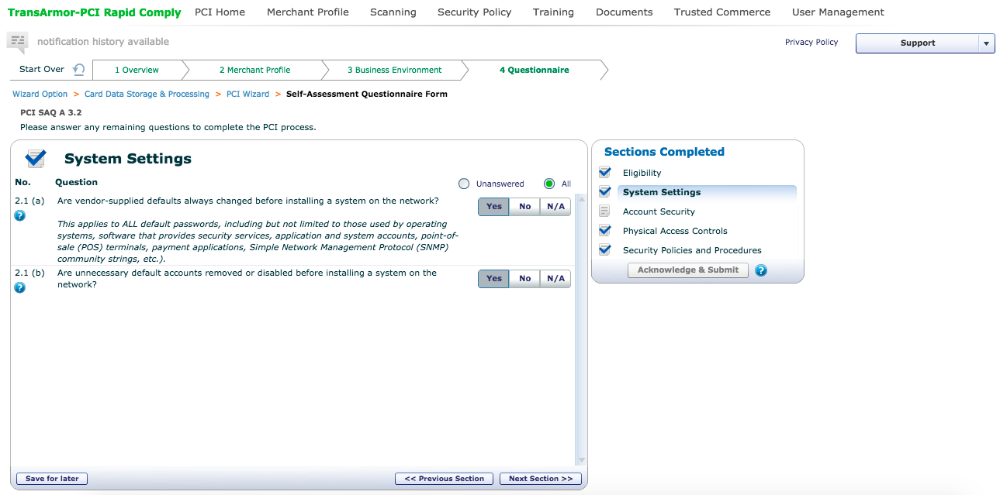 TransArmor-PCI Rapid Comply PCI Home Merchant Profile Scanning Security Policy Training Documents Trusted Commerce User Management
notification history available
Privacy Policy Support
Start Over 1 Overview 2 Merchant Profile 3 Business Environment 4 Questionnaire
Wizard Option > Card Data Storage & Processing > PCI Wizard > Self-Assessment Questionnaire Form
PCI SAQ A 3.2
Please answer any remaining questions to complete the PCI process.
System Settings
No. Question
Unanswered All
2.1 (a) Are vendor-supplied defaults always changed before installing a system on the network?
Yes No N/A
?
This applies to ALL default passwords, including but not limited to those used by operating
systems, software that provides security services, application and system accounts, point-of-
sale (POS) terminals, payment applications, Simple Network Management Protocol (SNMP)
community strings, etc.).
2.1 (b) Are unnecessary default accounts removed or disabled before installing a system on the
network?
Yes No N/A
?
Save for later << Previous Section Next Section >>
Sections Completed
Eligibility
System Settings
Account Security
Physical Access Controls
Security Policies and Procedures
Acknowledge & Submit ?